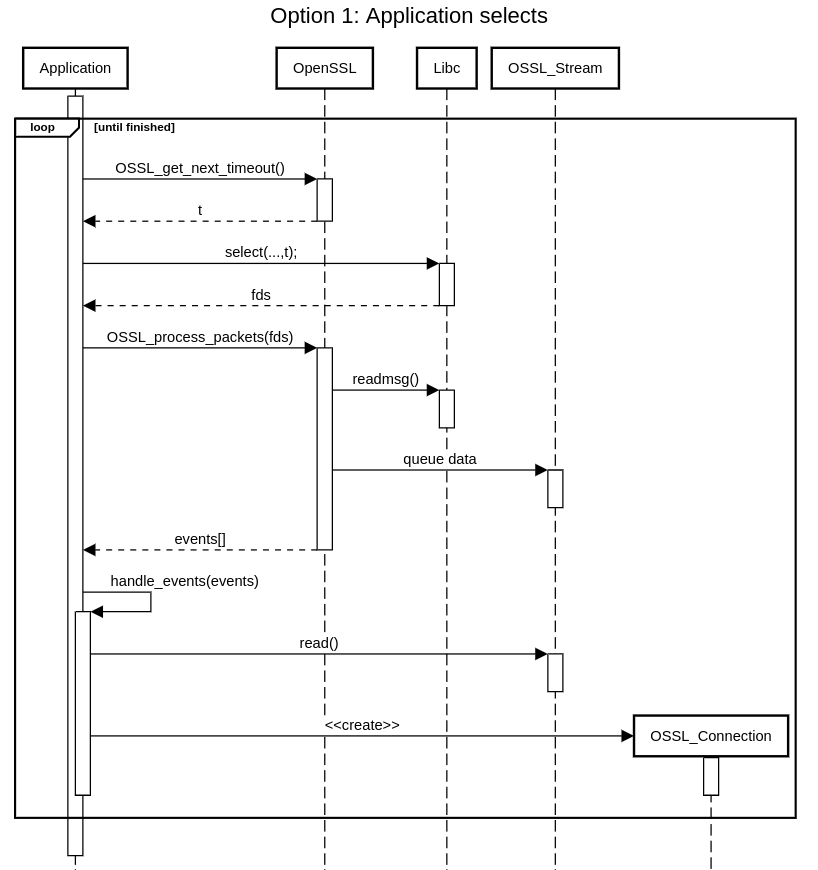 Option 1: Application selects
Application
OpenSSL
Libc
OSSL_Stream
loop
[until finished]
OSSL_get_next_timeout()
t
select(...,t);
fds
OSSL_process_packets(fds)
readmsg()
queue data
events[]
handle_events(events)
read()
<<create>>
OSSL_Connection